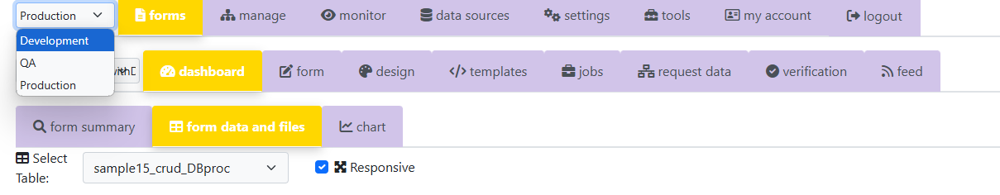 Production forms manage monitor data sources settings tools my account logout
Development
QA
Production
dashboard form design templates jobs request data verification feed
form summary form data and files chart
Select Table:
sample15_crud_DBproc
Responsive